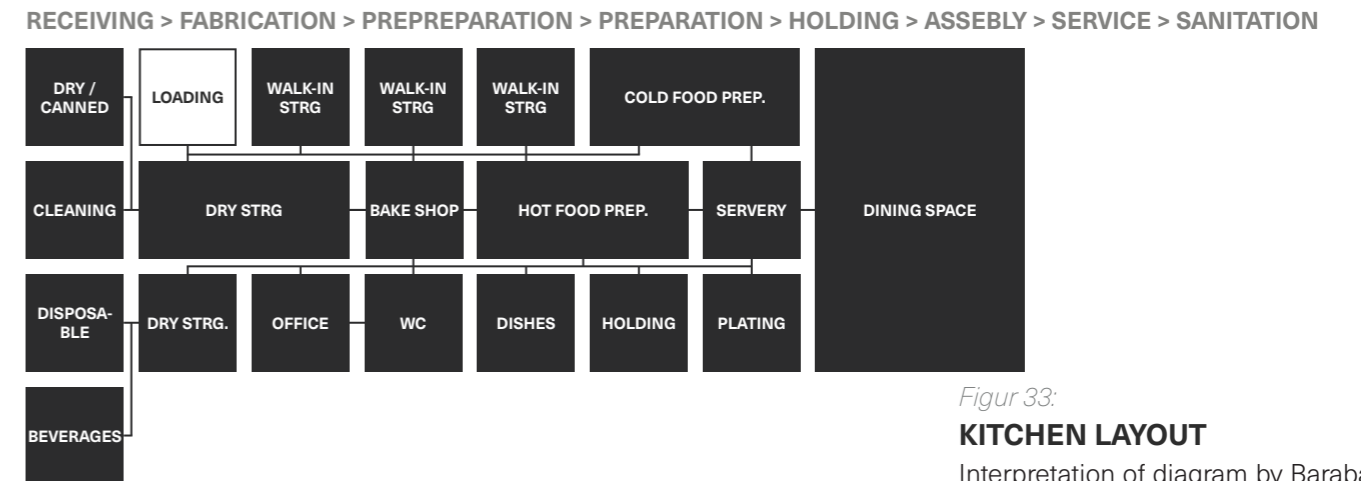 RECEIVING > FABRICATION > PREPREPARATION > PREPARATION > HOLDING > ASSEBLY > SERVICE > SANITATION
DRY /
CANNED
LOADING
WALK-IN
STRG
WALK-IN
STRG
WALK-IN
STRG
COLD FOOD PREP.
CLEANING
DRY STRG
BAKE SHOP
HOT FOOD PREP.
SERVERY
DINING SPACE
DISPOSA-
BLE
DRY STRG.
OFFICE
WC
DISHES
HOLDING
PLATING
BEVERAGES
Figur 33:
KITCHEN LAYOUT
Interpretation of diagram by